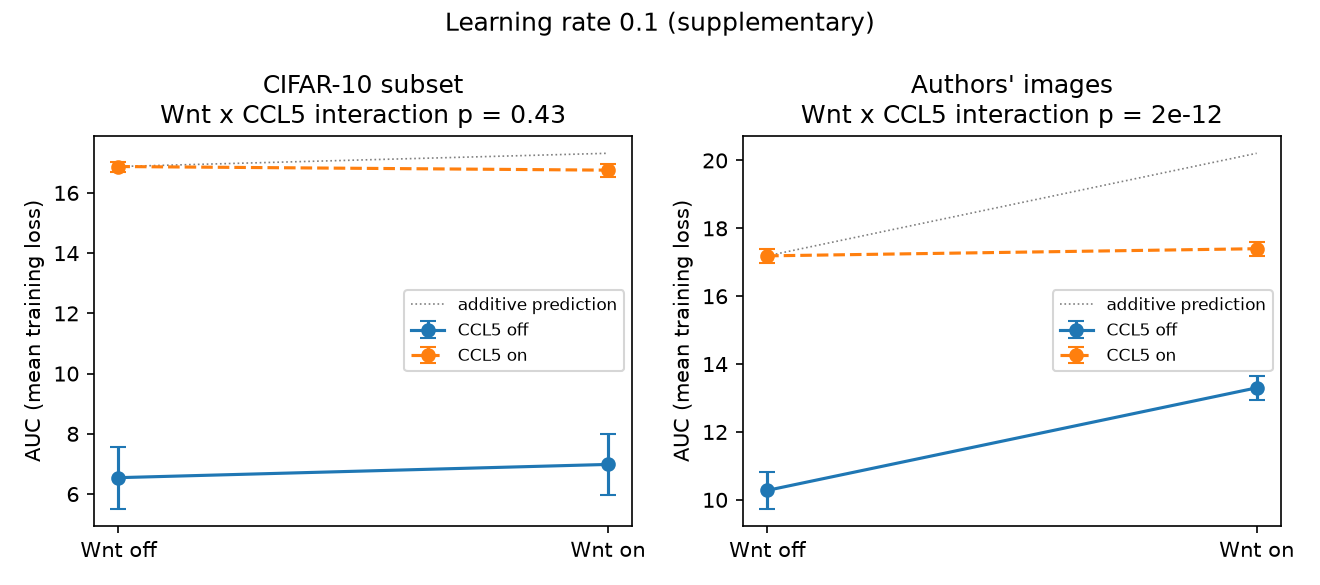 Learning rate 0.1 (supplementary)
CIFAR-10 subset
Wnt x CCL5 interaction p = 0.43
AUC (mean training loss)
16
14
12
10
8
6
additive prediction
CCL5 off
CCL5 on
Wnt off
Wnt on
Authors' images
Wnt x CCL5 interaction p = 2e-12
AUC (mean training loss)
20
18
16
14
12
10
additive prediction
CCL5 off
CCL5 on
Wnt off
Wnt on